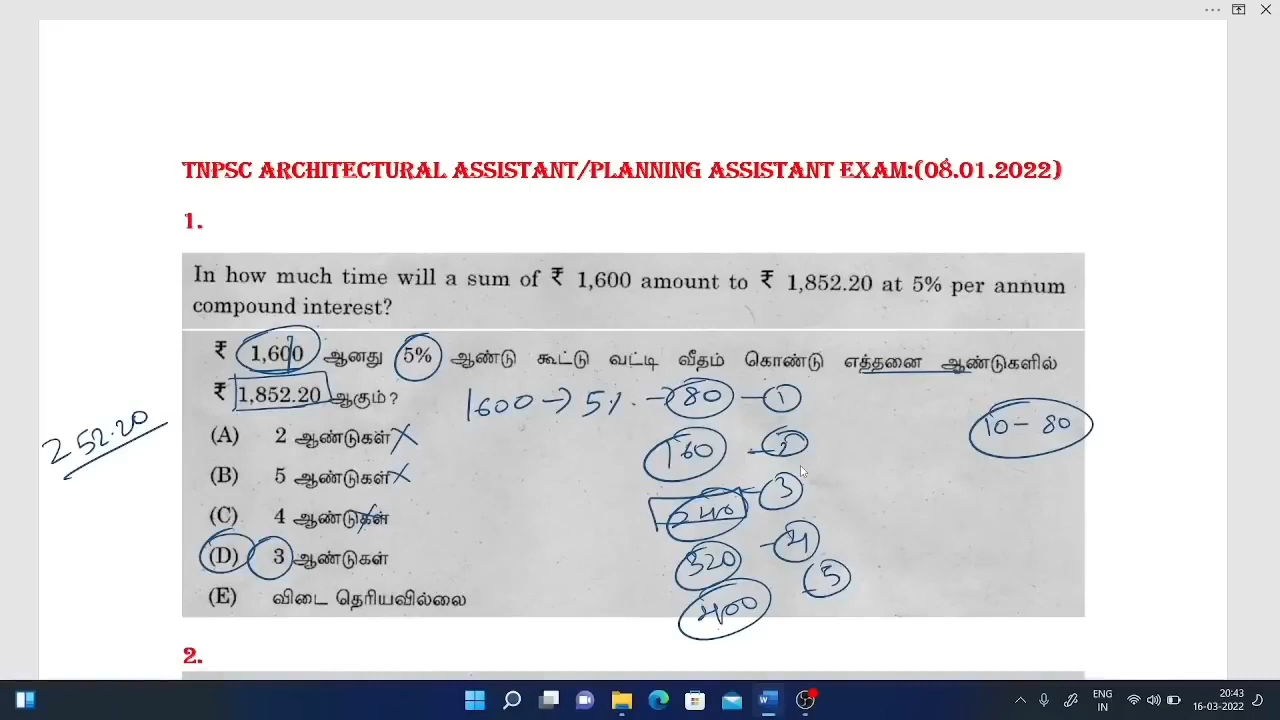 TNPSC ARCHITECTURAL ASSISTANT/PLANNING ASSISTANT EXAM:(08.01.2022)
1.
In how much time will a sum of ₹ 1,600 amount to ₹ 1,852.20 at 5% per annum
compound interest?
₹ 1,600 ஆனது 5% ஆண்டு கூட்டு வட்டி வீதம் கொண்டு எத்தனை ஆண்டுகளில்
₹ 1,852.20 ஆகும்?
1600 → 5% → 80 – 1
10 – 80
252.20
(A) 2 ஆண்டுகள்
160 – 2
(B) 5 ஆண்டுகள்
240 – 3
(C) 4 ஆண்டுகள்
320 – 4
(D) 3 ஆண்டுகள்
400 5
(E) விடை தெரியவில்லை
2.
ENG
IN
20:43
16-03-2022